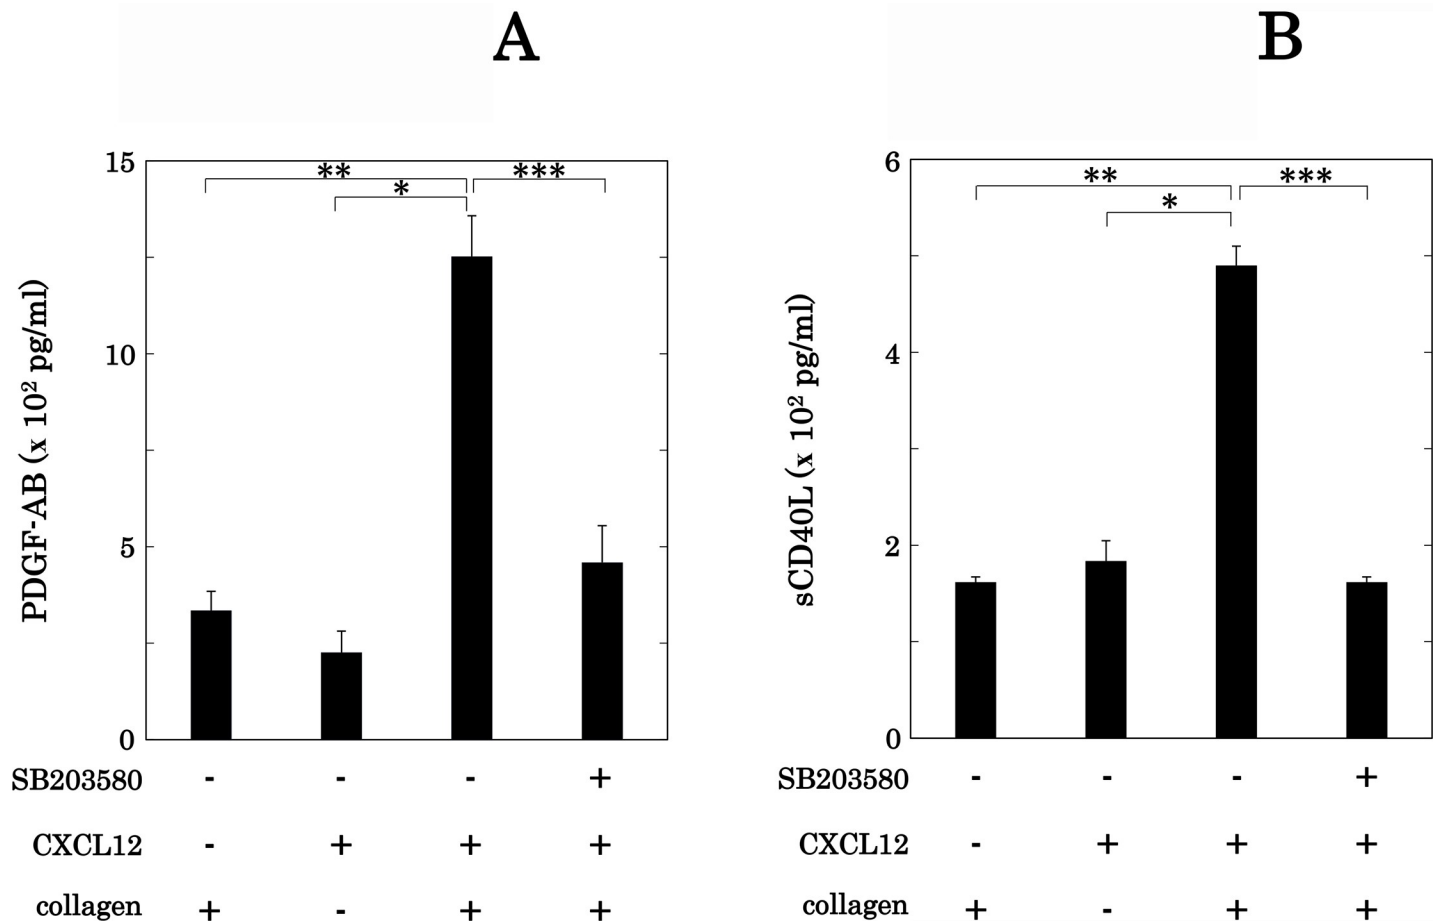 A
PDGF-AB (x 10² pg/ml)
15
10
5
0
**
*
***
SB203580 - - - +
CXCL12 - + + +
collagen + - + +
B
sCD40L (x 10² pg/ml)
6
4
2
0
**
*
***
SB203580 - - - +
CXCL12 - + + +
collagen + - + +